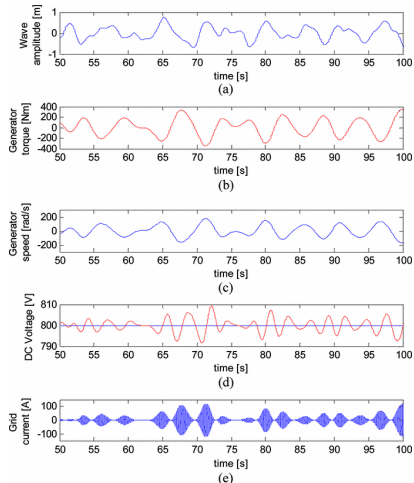 Wave
amplitude [m]
1
0
-1
50 55 60 65 70 75 80 85 90 95 100
time [s]
(a)
Generator
torque [Nm]
400
200
0
-200
-400
50 55 60 65 70 75 80 85 90 95 100
time [s]
(b)
Generator
speed [rad/s]
200
0
-200
50 55 60 65 70 75 80 85 90 95 100
time [s]
(c)
DC Voltage [V]
810
800
790
50 55 60 65 70 75 80 85 90 95 100
time [s]
(d)
Grid
current [A]
100
0
-100
50 55 60 65 70 75 80 85 90 95 100
time [s]
(e)